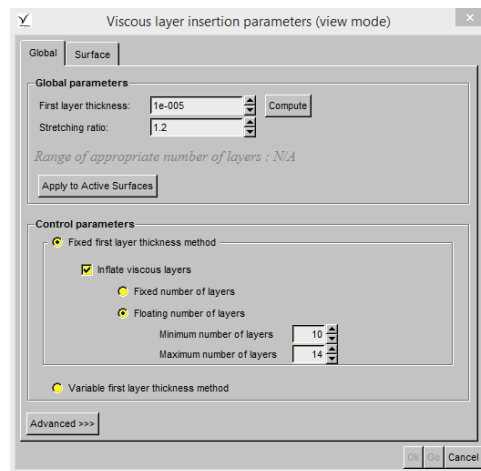 Viscous layer insertion parameters (view mode)
Global Surface
Global parameters
First layer thickness: 1e-005 Compute
Stretching ratio: 1.2
Range of appropriate number of layers : N/A
Apply to Active Surfaces
Control parameters
Fixed first layer thickness method
Inflate viscous layers
Fixed number of layers
Floating number of layers
Minimum number of layers 10
Maximum number of layers 14
Variable first layer thickness method
Advanced >>>
Ok Go Cancel